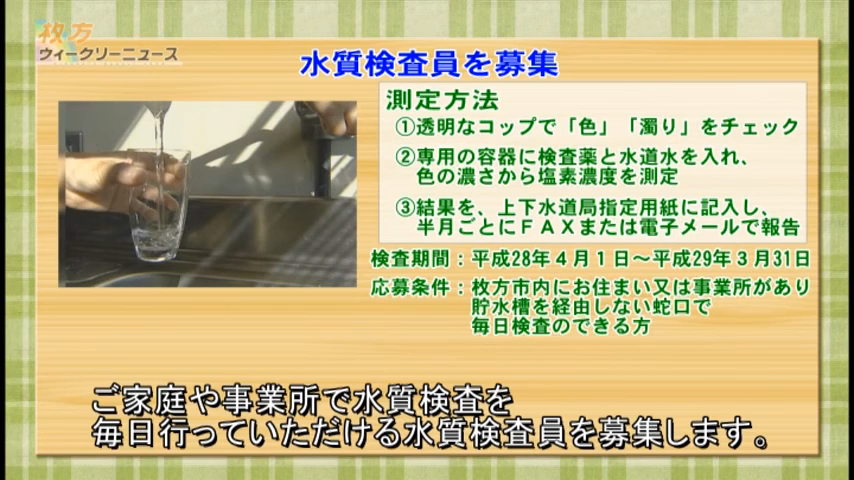 枚方
ウィークリーニュース
水質検査員を募集
測定方法
①透明なコップで「色」「濁り」をチェック
②専用の容器に検査薬と水道水を入れ、
色の濃さから塩素濃度を測定
③結果を、上下水道局指定用紙に記入し、
半月ごとにＦＡＸまたは電子メールで報告
検査期間：平成28年４月１日～平成29年３月31日
応募条件：枚方市内にお住まい又は事業所があり
貯水槽を経由しない蛇口で
毎日検査のできる方
ご家庭や事業所で水質検査を
毎日行っていただける水質検査員を募集します。